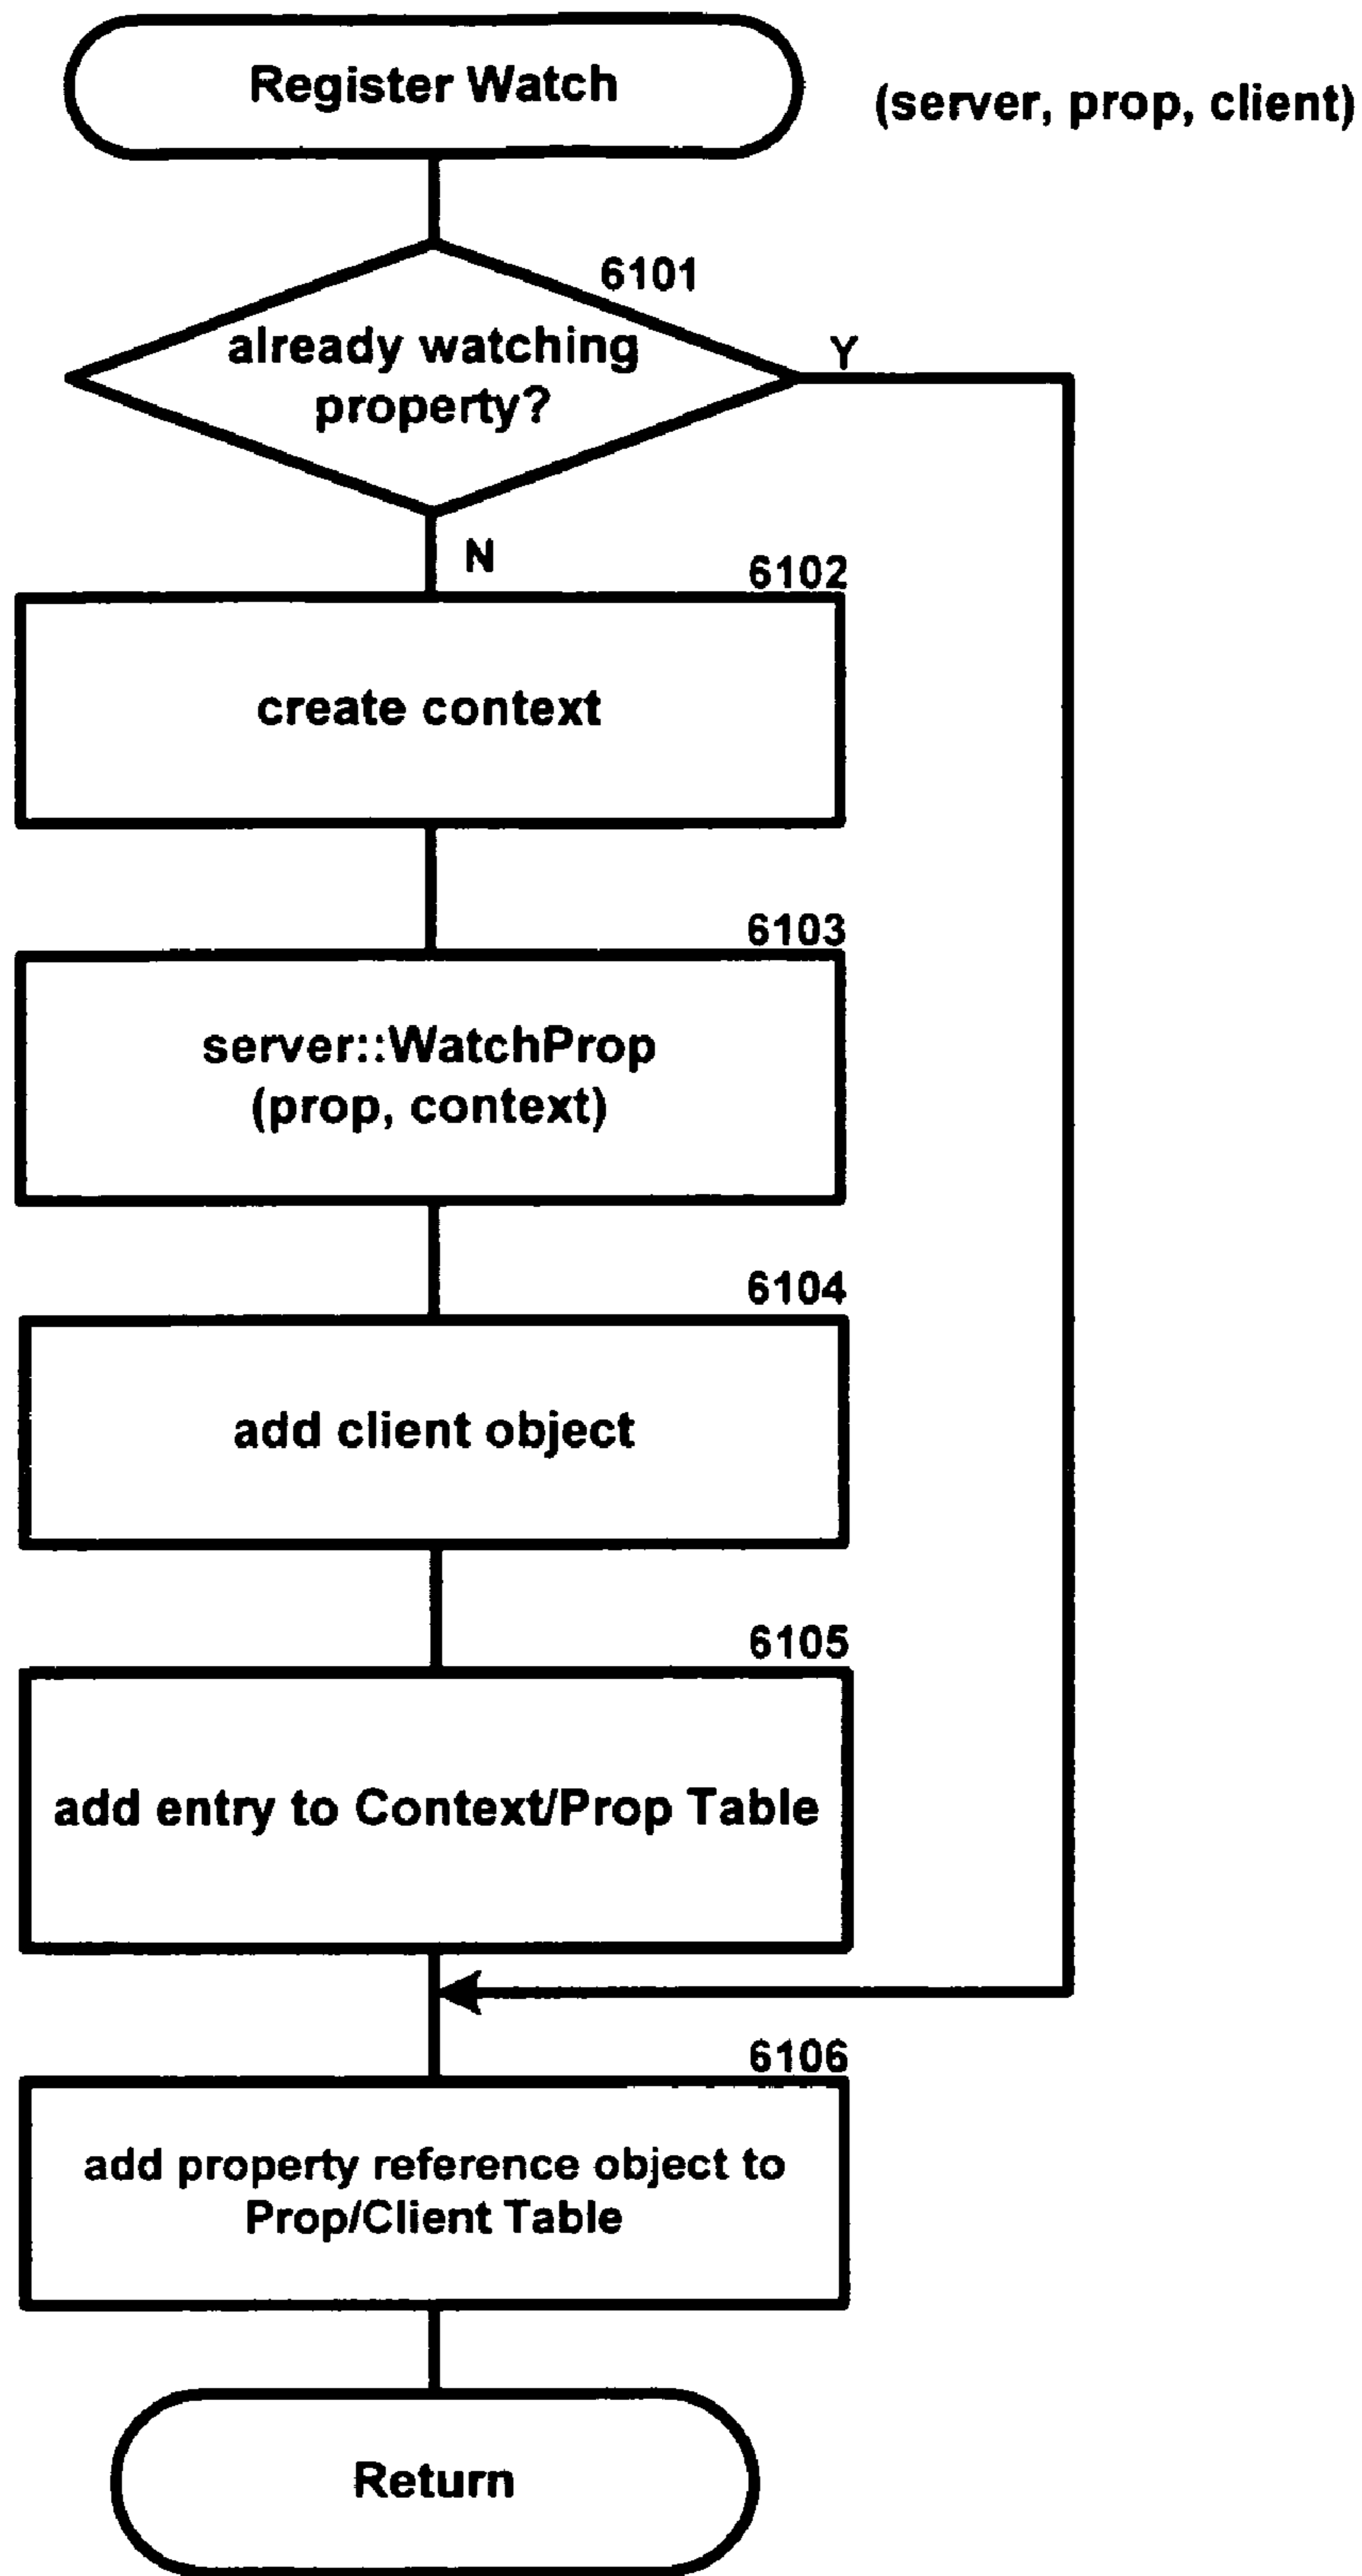 Register Watch
(server, prop, client)
6101
already watching
property?
Y
N
6102
create context
6103
server::WatchProp
(prop, context)
6104
add client object
6105
add entry to Context/Prop Table
6106
add property reference object to
Prop/Client Table
Return